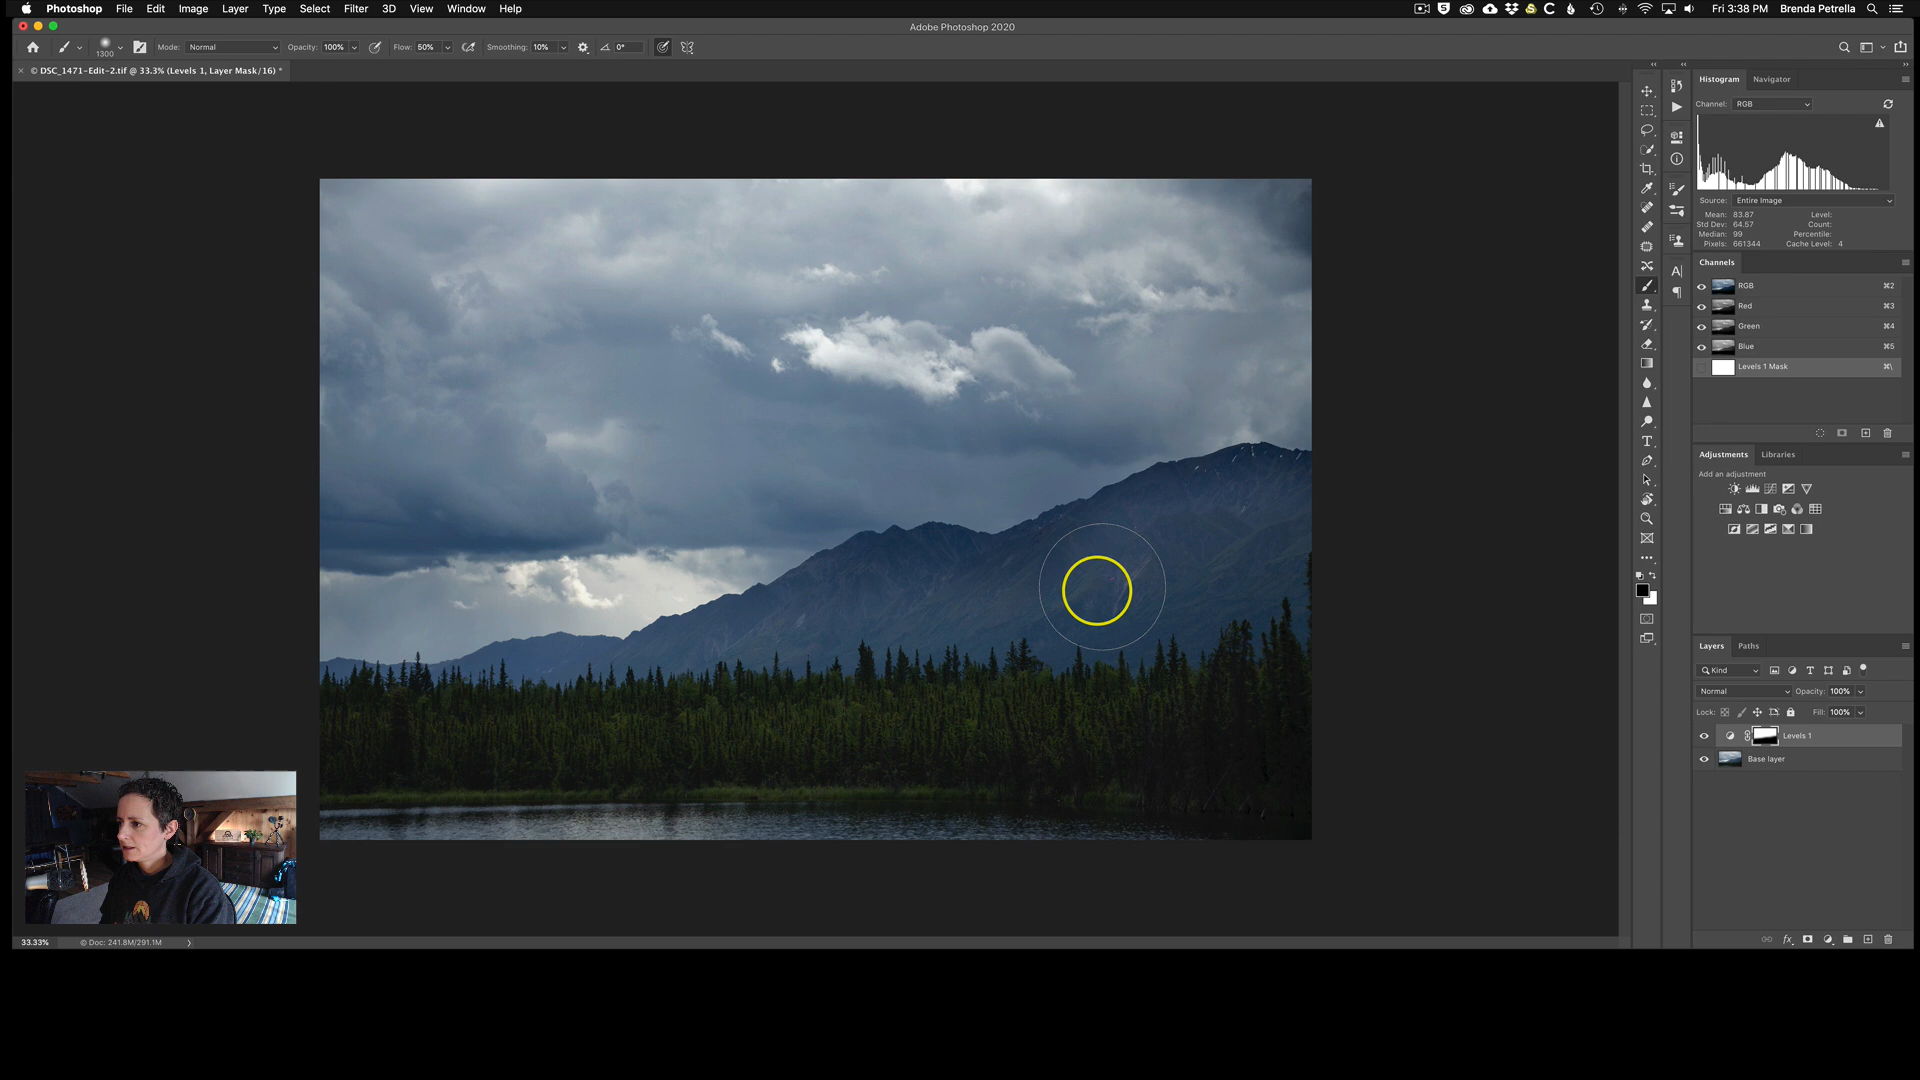 Photoshop File Edit Image Layer Type Select Filter 3D View Window Help Fri 3:38 PM Brenda Petrella
Adobe Photoshop 2020
1300 Mode: Normal Opacity: 100% Flow: 50% Smoothing: 10% 0°
× © DSC_1471-Edit-2.tif @ 33.3% (Levels 1, Layer Mask/16) *
Histogram Navigator
Channel: RGB
Source: Entire Image
Mean: 83.87 Level:
Std Dev: 64.57 Count:
Median: 99 Percentile:
Pixels: 661344 Cache Level: 4
Channels
RGB ⌘2
Red ⌘3
Green ⌘4
Blue ⌘5
Levels 1 Mask ⌘\
Adjustments Libraries
Add an adjustment
Layers Paths
Kind
Normal Opacity: 100%
Lock: Fill: 100%
Levels 1
Base layer
33.33% © Doc: 241.8M/291.1M